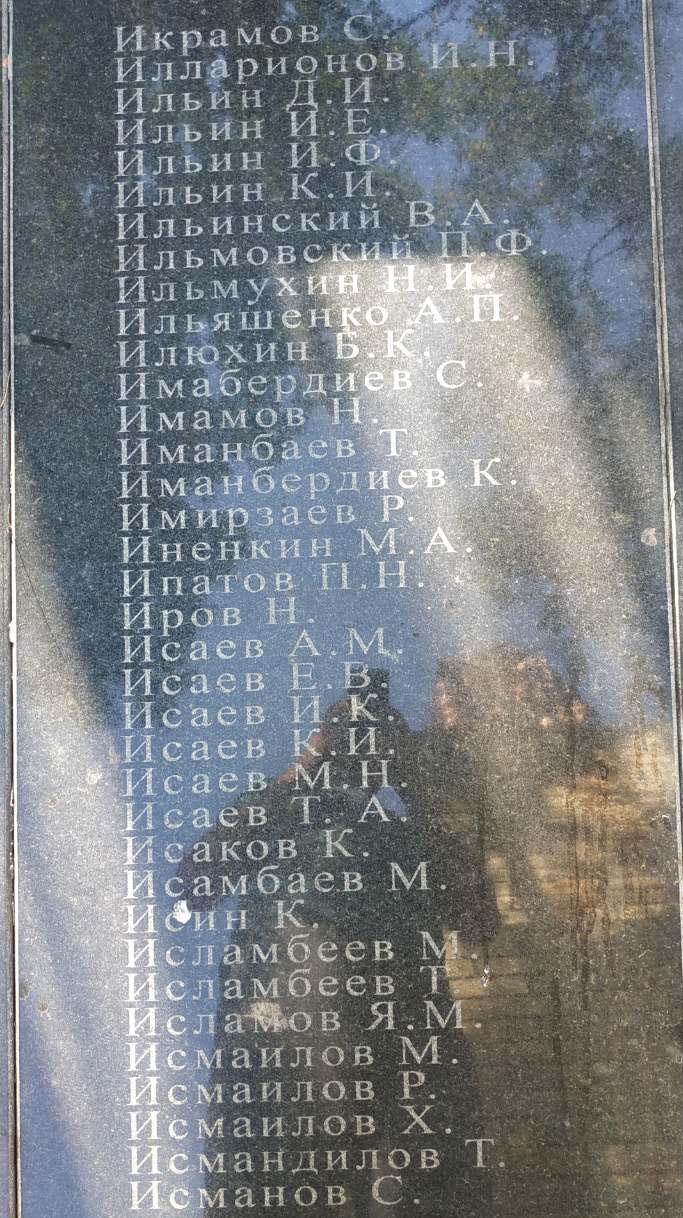 Икрамов С.
Илларионов И.Н.
Ильин Д.И.
Ильин И.Е.
Ильин И.Ф.
Ильин К.И.
Ильинский В.А.
Ильмовский П.Ф.
Ильмухин Н.И.
Ильяшенко А.П.
Илюхин Б.К.
Имабердиев С.
Имамов Н.
Иманбаев Т.
Иманбердиев К.
Имирзаев Р.
Иненкин М.А.
Ипатов П.Н.
Иров Н.
Исаев А.М.
Исаев Е.В.
Исаев И.К.
Исаев К.И.
Исаев М.Н.
Исаев Т. А.
Исаков К.
Исамбаев М.
Исин К.
Исламбеев М.
Исламбеев Т.
Исламов Я.М.
Исмаилов М.
Исмаилов Р.
Исмаилов Х.
Исмандилов Т.
Исманов С.